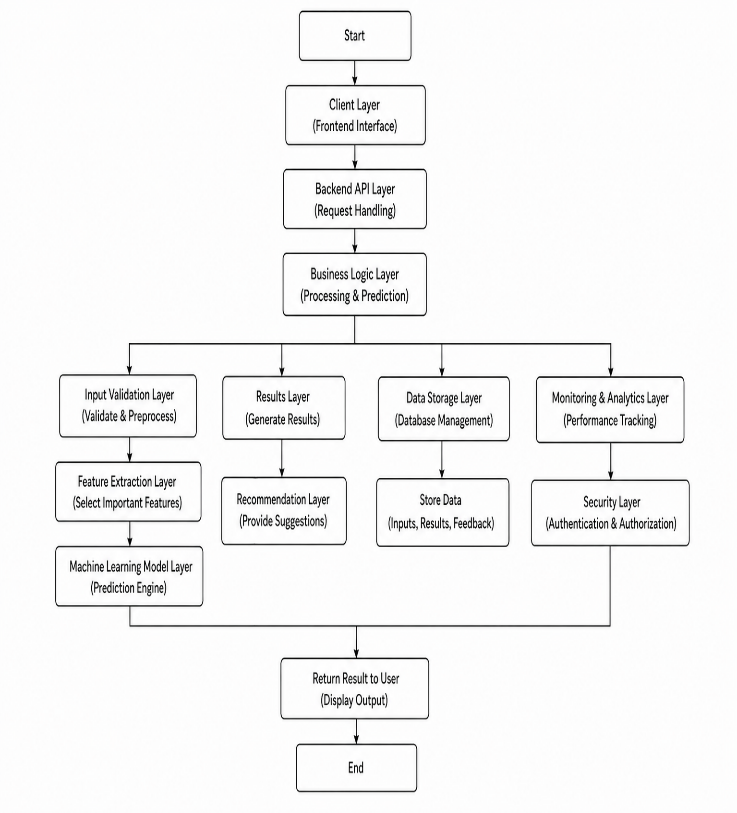 Start
Client Layer
(Frontend Interface)
Backend API Layer
(Request Handling)
Business Logic Layer
(Processing & Prediction)
Input Validation Layer
(Validate & Preprocess)
Results Layer
(Generate Results)
Data Storage Layer
(Database Management)
Monitoring & Analytics Layer
(Performance Tracking)
Feature Extraction Layer
(Select Important Features)
Recommendation Layer
(Provide Suggestions)
Store Data
(Inputs, Results, Feedback)
Security Layer
(Authentication & Authorization)
Machine Learning Model Layer
(Prediction Engine)
Return Result to User
(Display Output)
End